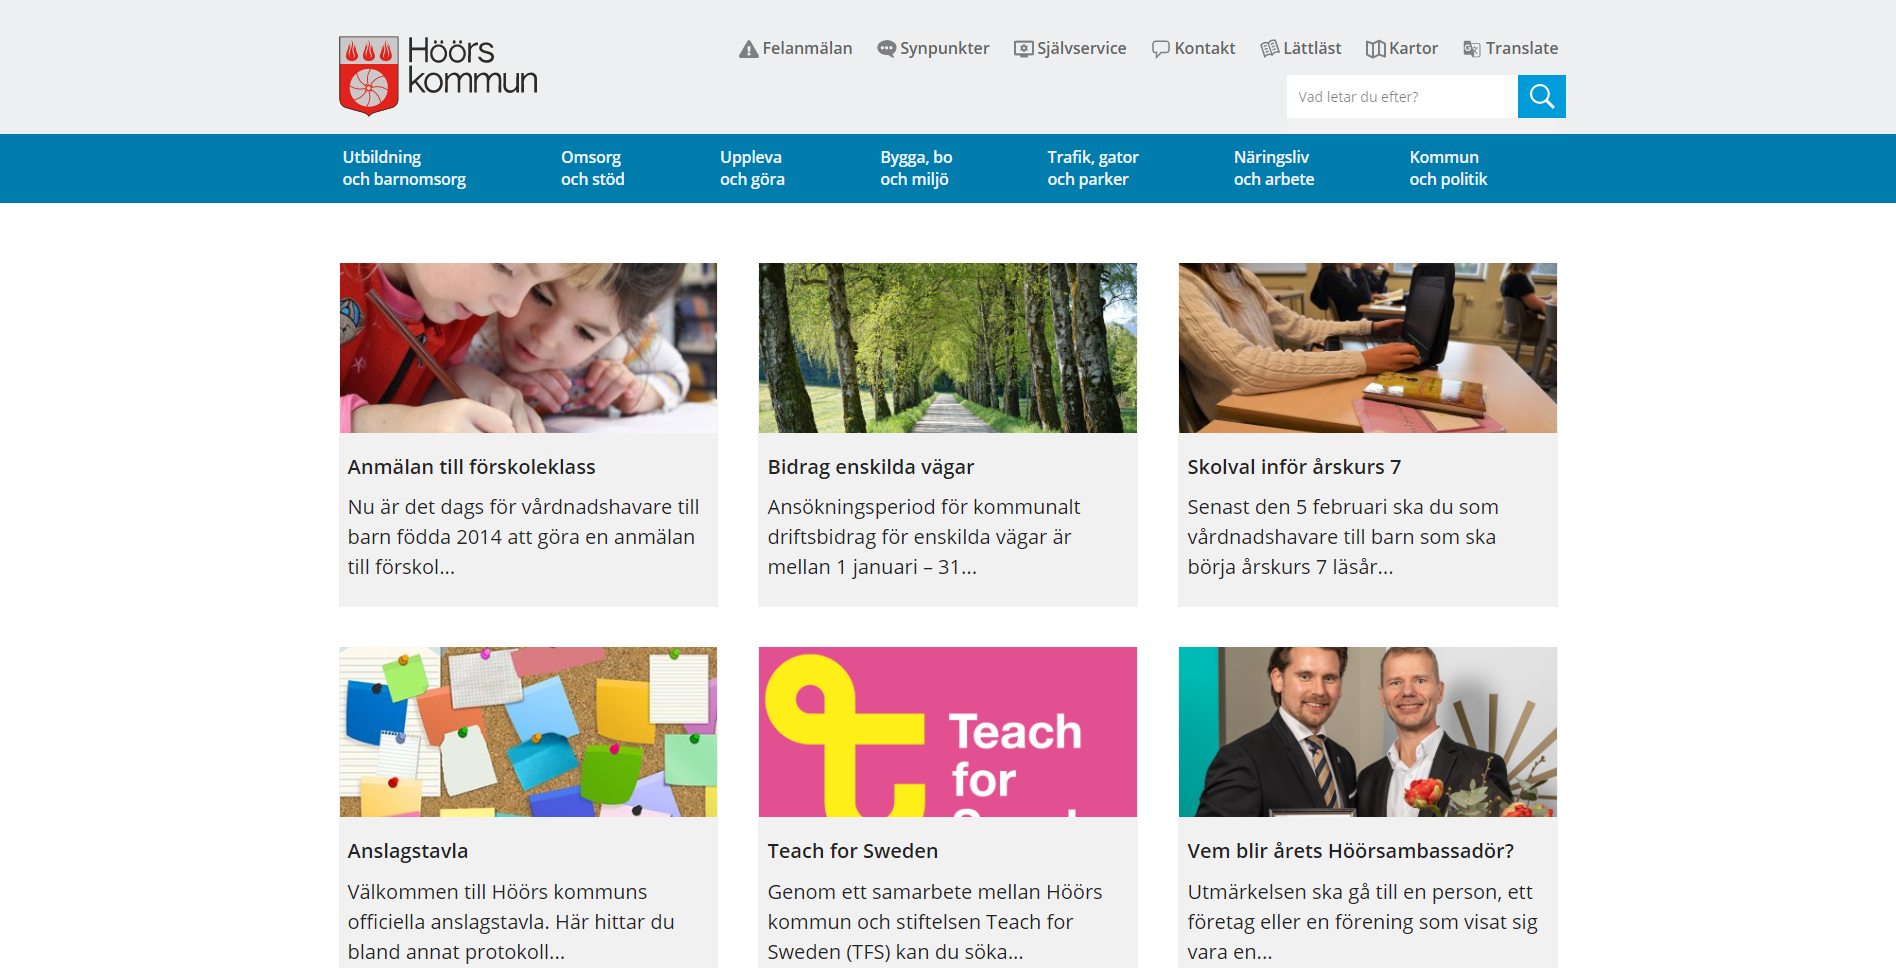 Höörs
kommun
Felanmälan
Synpunkter
Självservice
Kontakt
Lättläst
Kartor
Translate
Vad letar du efter?
Utbildning
och barnomsorg
Omsorg
och stöd
Uppleva
och göra
Bygga, bo
och miljö
Trafik, gator
och parker
Näringsliv
och arbete
Kommun
och politik
Anmälan till förskoleklass
Nu är det dags för vårdnadshavare till
barn födda 2014 att göra en anmälan
till förskol...
Bidrag enskilda vägar
Ansökningsperiod för kommunalt
driftsbidrag för enskilda vägar är
mellan 1 januari – 31...
Skolval inför årskurs 7
Senast den 5 februari ska du som
vårdnadshavare till barn som ska
börja årskurs 7 läsår...
Teach
for
Anslagstavla
Välkommen till Höörs kommuns
officiella anslagstavla. Här hittar du
bland annat protokoll...
Teach for Sweden
Genom ett samarbete mellan Höörs
kommun och stiftelsen Teach for
Sweden (TFS) kan du söka...
Vem blir årets Höörsambassadör?
Utmärkelsen ska gå till en person, ett
företag eller en förening som visat sig
vara en...